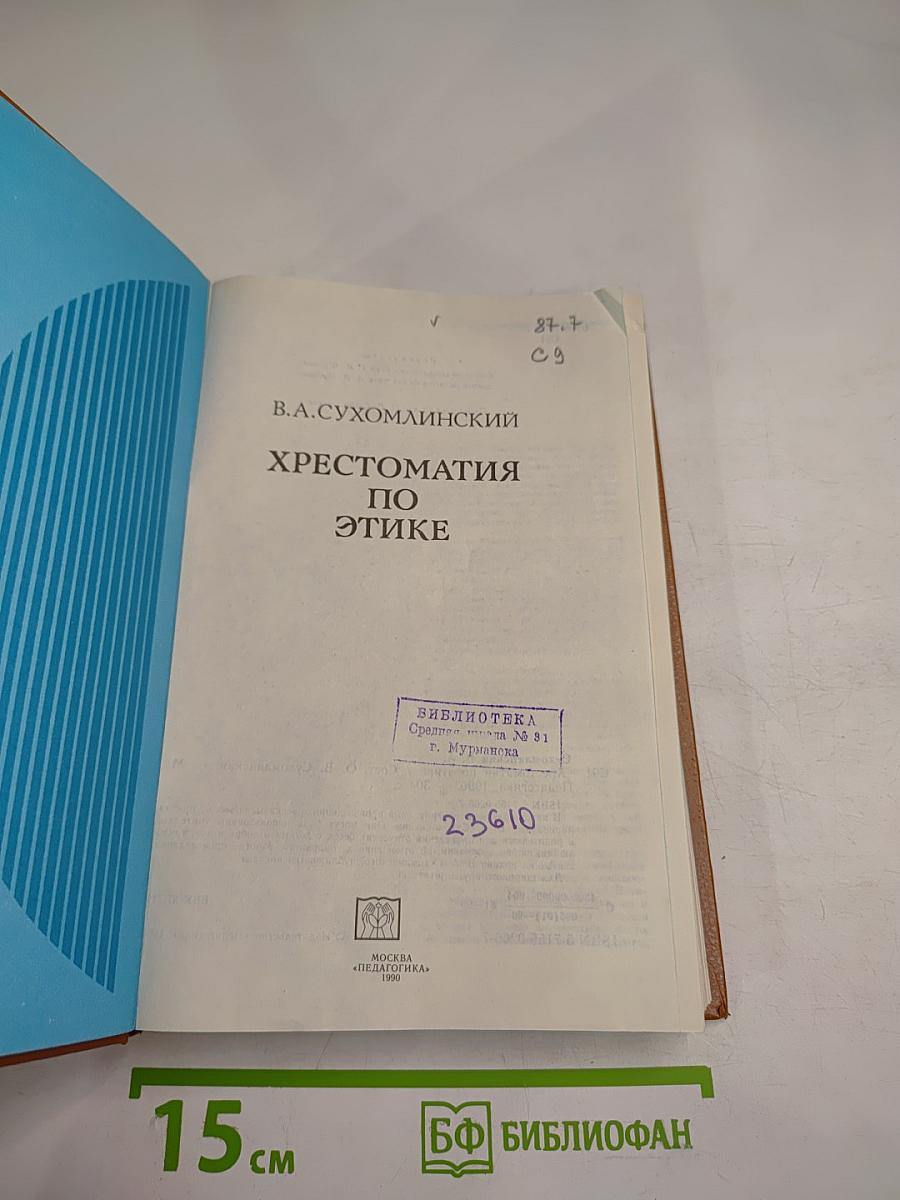 √
87.7
С9
В.А.СУХОМЛИНСКИЙ
ХРЕСТОМАТИЯ
ПО
ЭТИКЕ
БИБЛИОТЕКА
Средняя школа № 31
г. Мурманска
23610
МОСКВА
«ПЕДАГОГИКА»
1990
15 см
БФ БИБЛИОФАН